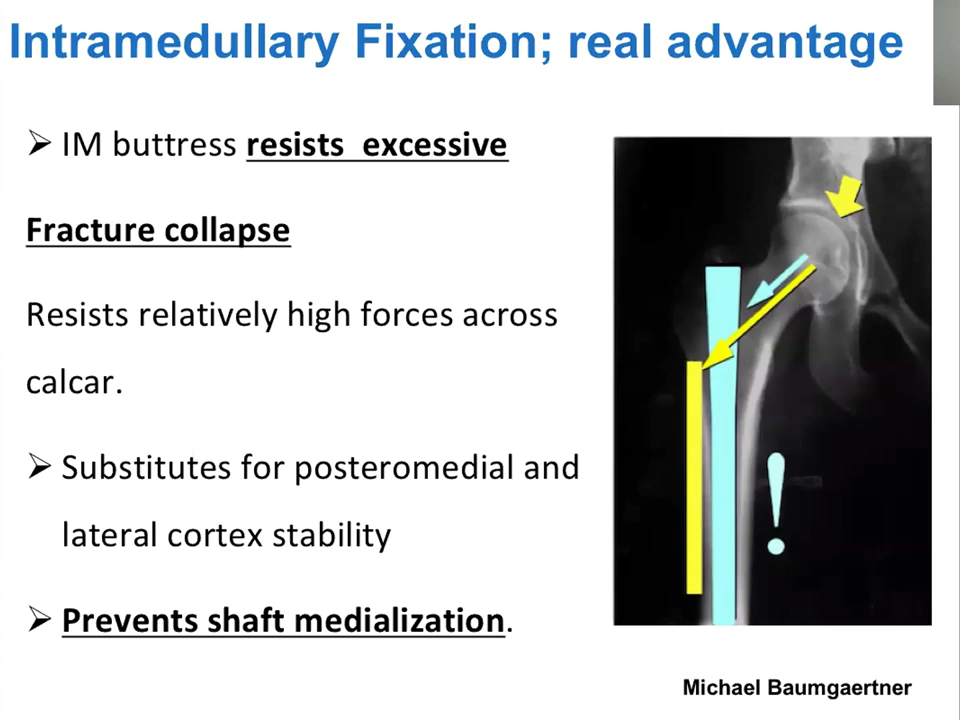 Intramedullary Fixation; real advantage
➢ IM buttress resists excessive
Fracture collapse
Resists relatively high forces across
calcar.
➢ Substitutes for posteromedial and
lateral cortex stability
➢ Prevents shaft medialization.
!
Michael Baumgaertner